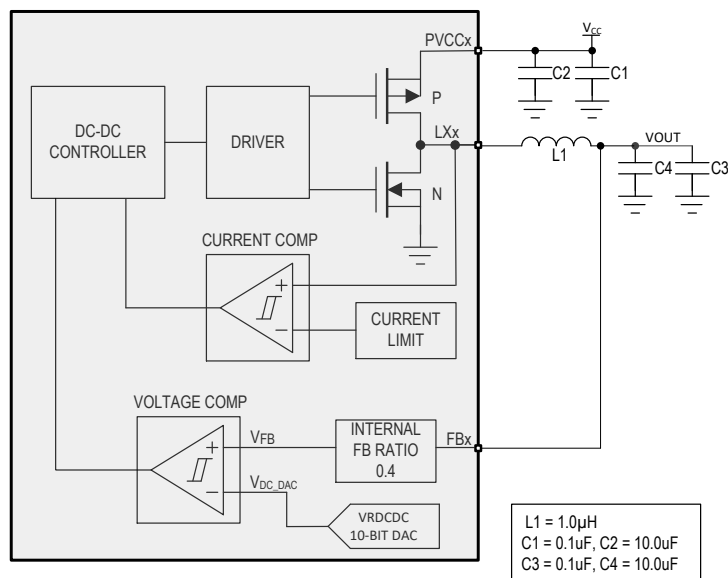 PVCCx
VCC
C2
C1
P
DC-DC
CONTROLLER
DRIVER
LXx
L1
VOUT
C4
C3
N
CURRENT COMP
+
−
CURRENT
LIMIT
VOLTAGE COMP
+
−
VFB
INTERNAL
FB RATIO
0.4
FBx
VDC_DAC
VRDCDC
10-BIT DAC
L1 = 1.0µH
C1 = 0.1uF, C2 = 10.0uF
C3 = 0.1uF, C4 = 10.0uF